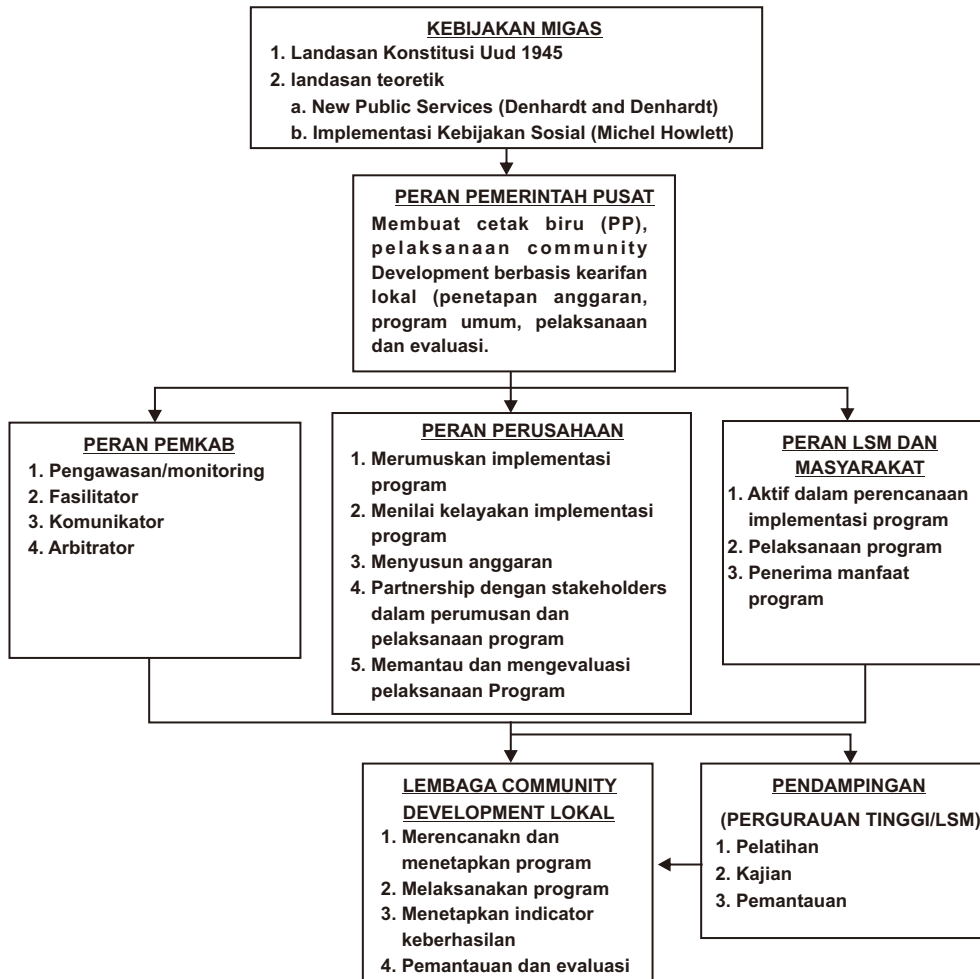 KEBIJAKAN MIGAS
1. Landasan Konstitusi Uud 1945
2. landasan teoretik
a. New Public Services (Denhardt and Denhardt)
b. Implementasi Kebijakan Sosial (Michel Howlett)
PERAN PEMERINTAH PUSAT
Membuat cetak biru (PP),
pelaksanaan community
Development berbasis kearifan
lokal (penetapan anggaran,
program umum, pelaksanaan
dan evaluasi.
PERAN PEMKAB
1. Pengawasan/monitoring
2. Fasilitator
3. Komunikator
4. Arbitrator
PERAN PERUSAHAAN
1. Merumuskan implementasi
program
2. Menilai kelayakan implementasi
program
3. Menyusun anggaran
4. Partnership dengan stakeholders
dalam perumusan dan
pelaksanaan program
5. Memantau dan mengevaluasi
pelaksanaan Program
PERAN LSM DAN
MASYARAKAT
1. Aktif dalam perencanaan
implementasi program
2. Pelaksanaan program
3. Penerima manfaat
program
LEMBAGA COMMUNITY
DEVELOPMENT LOKAL
1. Merencanakn dan
menetapkan program
2. Melaksanakan program
3. Menetapkan indicator
keberhasilan
4. Pemantauan dan evaluasi
PENDAMPINGAN
(PERGURAUAN TINGGI/LSM)
1. Pelatihan
2. Kajian
3. Pemantauan